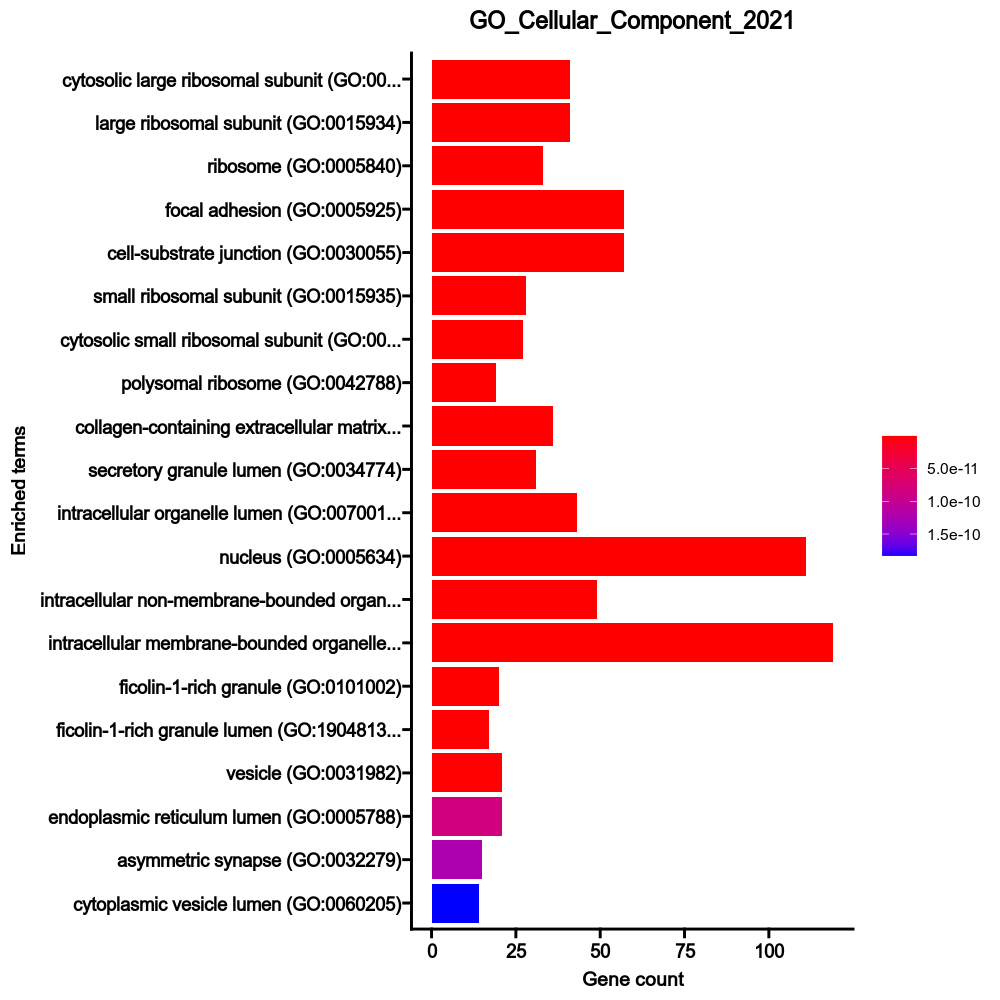 GO_Cellular_Component_2021
cytosolic large ribosomal subunit (GO:00...
large ribosomal subunit (GO:0015934)
ribosome (GO:0005840)
focal adhesion (GO:0005925)
cell-substrate junction (GO:0030055)
small ribosomal subunit (GO:0015935)
cytosolic small ribosomal subunit (GO:00...
polysomal ribosome (GO:0042788)
collagen-containing extracellular matrix...
secretory granule lumen (GO:0034774)
intracellular organelle lumen (GO:007001...
nucleus (GO:0005634)
intracellular non-membrane-bounded organ...
intracellular membrane-bounded organelle...
ficolin-1-rich granule (GO:0101002)
ficolin-1-rich granule lumen (GO:1904813...
vesicle (GO:0031982)
endoplasmic reticulum lumen (GO:0005788)
asymmetric synapse (GO:0032279)
cytoplasmic vesicle lumen (GO:0060205)
Enriched terms
0 25 50 75 100
Gene count
5.0e-11
1.0e-10
1.5e-10